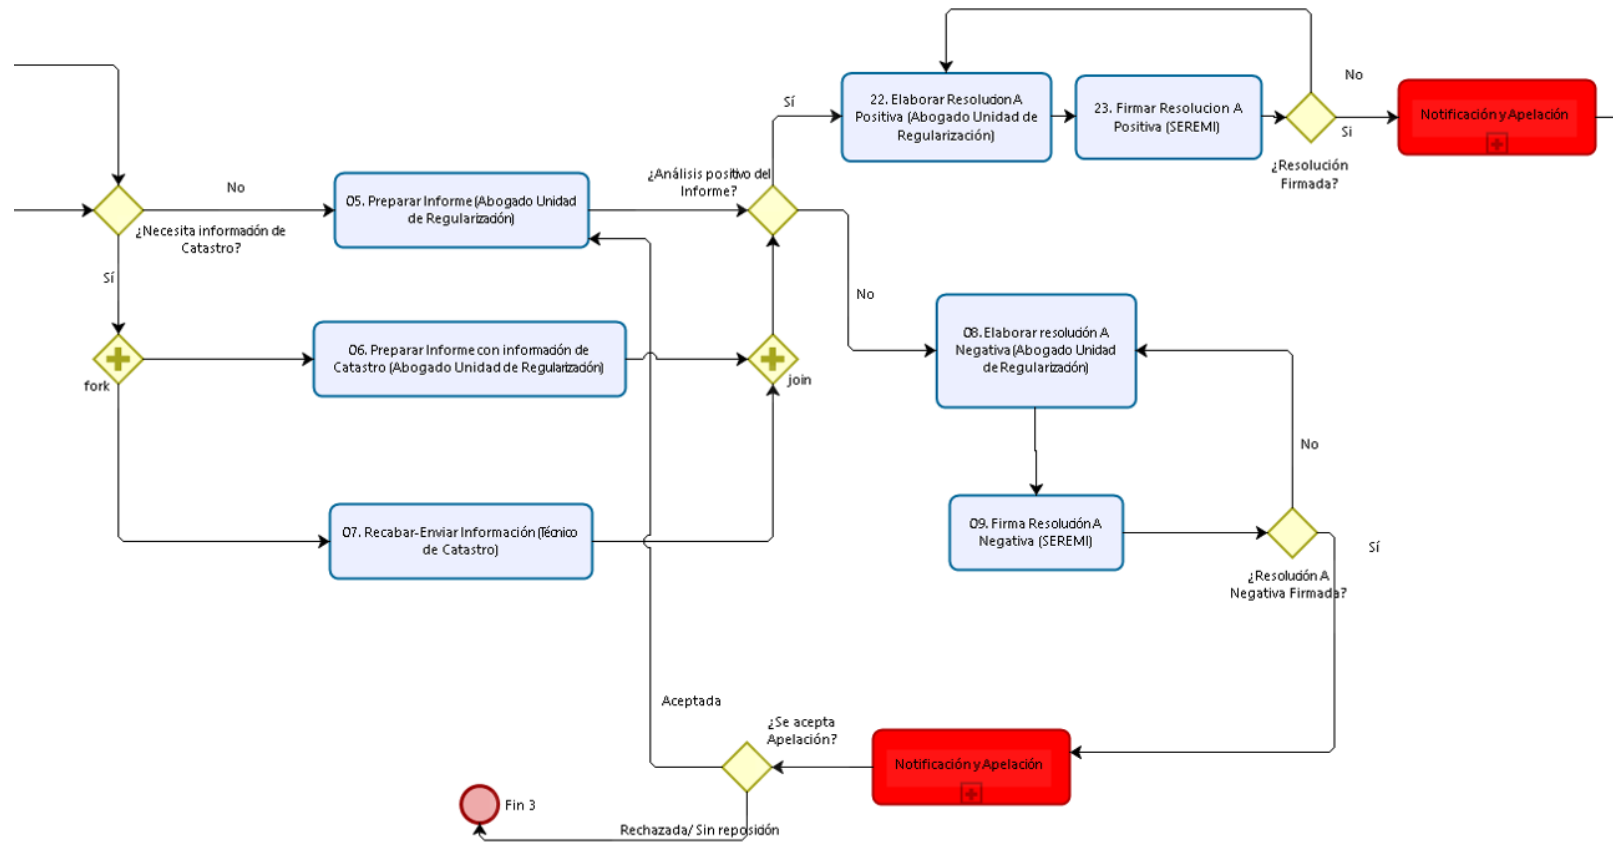 No
22. Elaborar Resolucion A
Positiva (Abogado Unidad de
Regularización)
23. Firmar Resolucion A
Positiva (SEREMI)
Notificación y Apelación
Sí
Si
¿Resolución
Firmada?
¿Análisis positivo del
Informe?
No
05. Preparar Informe (Abogado Unidad
de Regularización)
¿Necesita información de
Catastro?
Sí
No
08. Elaborar resolución A
Negativa (Abogado Unidad
de Regularización)
06. Preparar Informe con información de
Catastro (Abogado Unidad de Regularización)
fork
join
No
07. Recabar-Enviar Información (Técnico
de Catastro)
09. Firma Resolución A
Negativa (SEREMI)
Sí
¿Resolución A
Negativa Firmada?
Aceptada
¿Se acepta
Apelación?
Notificación y Apelación
Fin 3
Rechazada/ Sin reposición